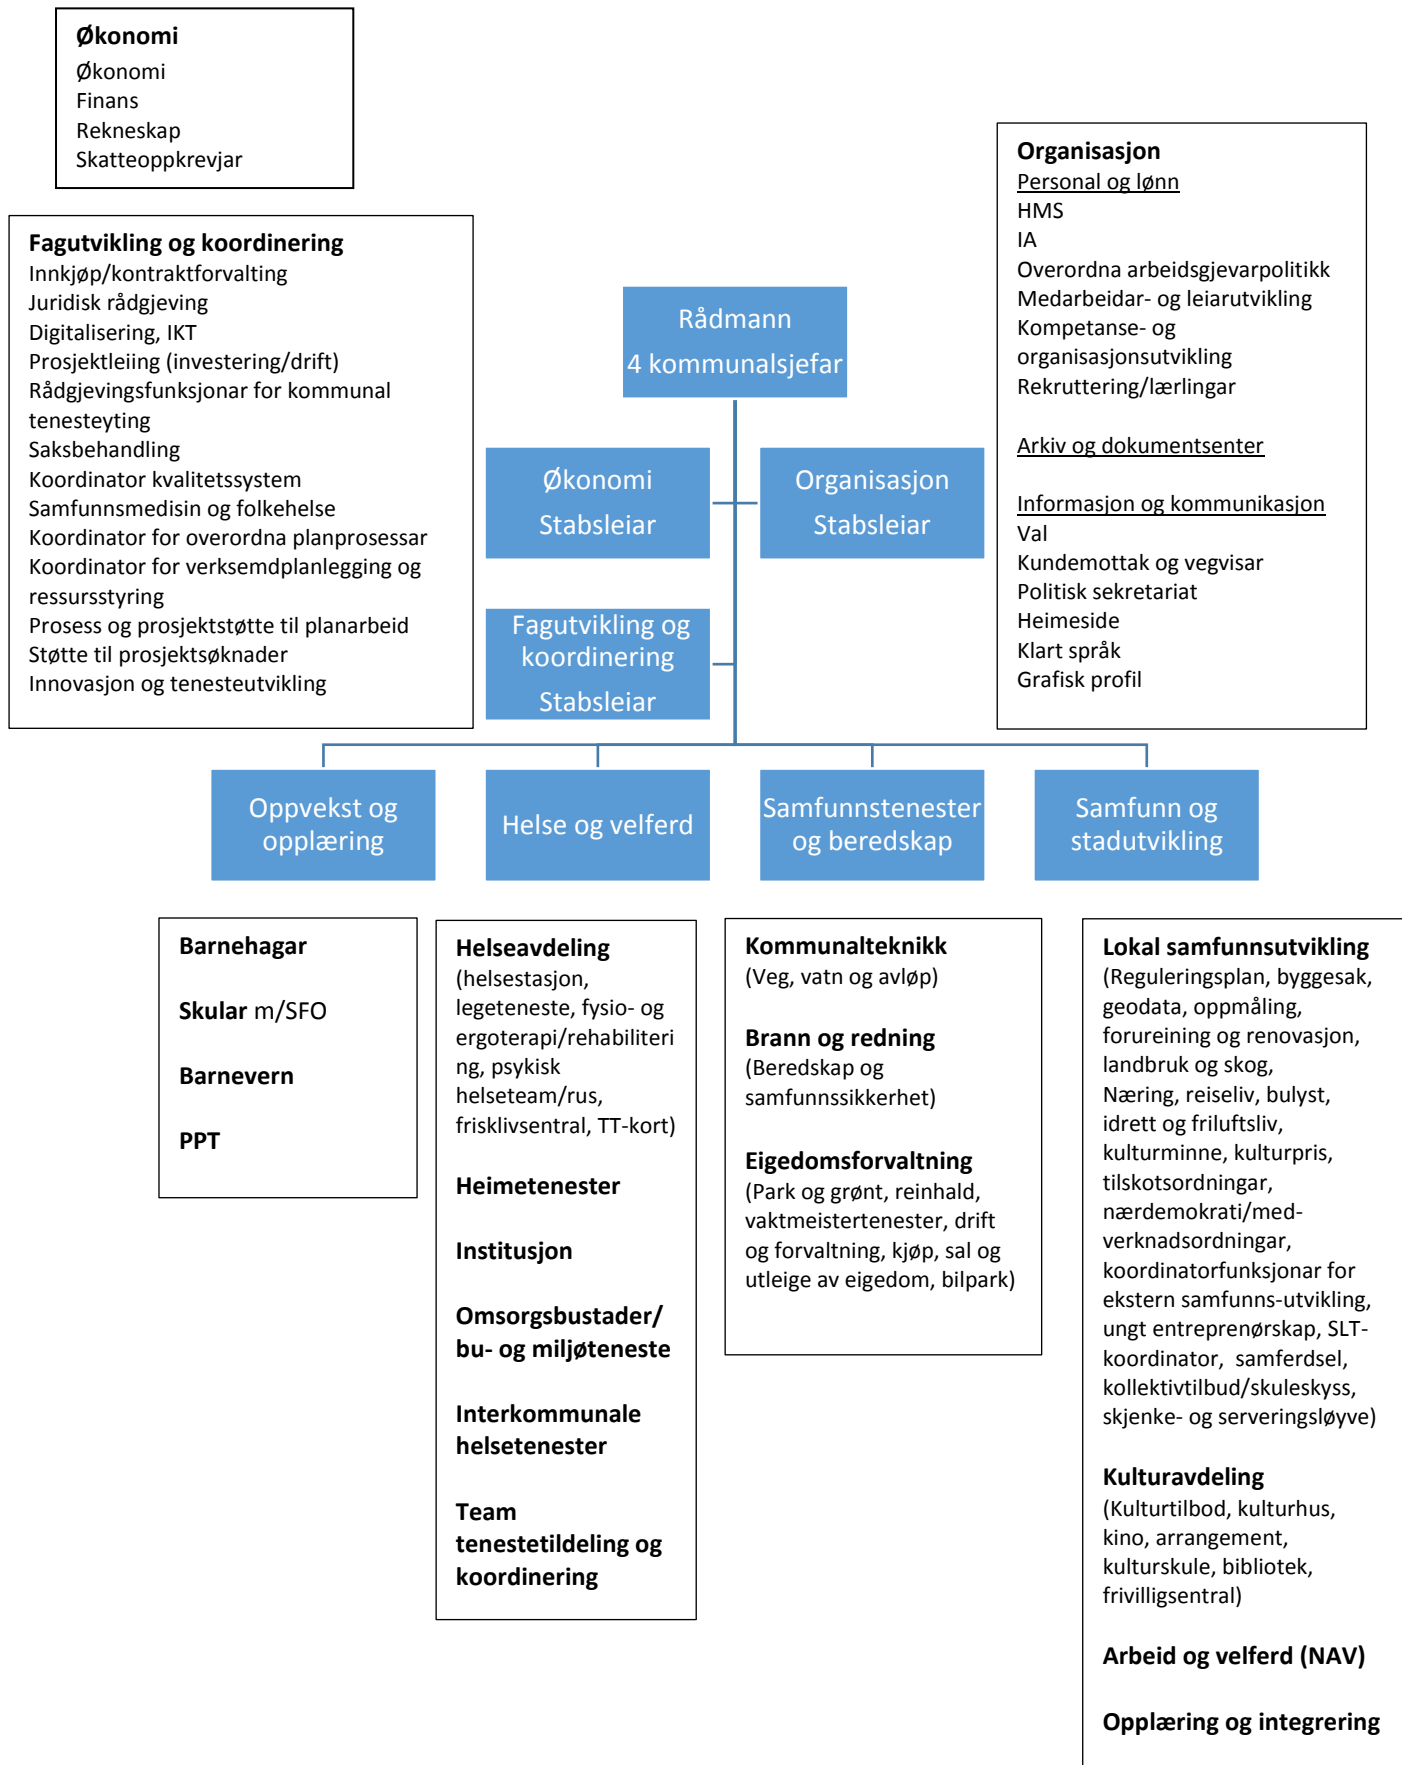 Økonomi
Økonomi
Finans
Rekneskap
Skatteoppkrevjar
Organisasjon
Personal og lønn
HMS
IA
Overordna arbeidsgjevarpolitikk
Medarbeidar- og leiarutvikling
Kompetanse- og
organisasjonsutvikling
Rekruttering/lærlingar
Arkiv og dokumentsenter
Informasjon og kommunikasjon
Val
Kundemottak og vegvisar
Politisk sekretariat
Heimeside
Klart språk
Grafisk profil
Fagutvikling og koordinering
Innkjøp/kontraktforvalting
Juridisk rådgjeving
Digitalisering, IKT
Prosjektleiing (investering/drift)
Rådgjevingsfunksjonar for kommunal
tenesteyting
Saksbehandling
Koordinator kvalitetssystem
Samfunnsmedisin og folkehelse
Koordinator for overordna planprosessar
Koordinator for verksemdplanlegging og
ressursstyring
Prosess og prosjektstøtte til planarbeid
Støtte til prosjektsøknader
Innovasjon og tenesteutvikling
Rådmann
4 kommunalsjefar
Økonomi
Stabsleiar
Organisasjon
Stabsleiar
Fagutvikling og
koordinering
Stabsleiar
Oppvekst og
opplæring
Helse og velferd
Samfunnstenester
og beredskap
Samfunn og
stadutvikling
Barnehagar
Skular m/SFO
Barnevern
PPT
Helseavdeling
(helsestasjon,
legeteneste, fysio- og
ergoterapi/rehabiliteri
ng, psykisk
helseteam/rus,
frisklivsentral, TT-kort)
Heimetenester
Institusjon
Omsorgsbustader/
bu- og miljøteneste
Interkommunale
helsetenester
Team
tenestetildeling og
koordinering
Kommunalteknikk
(Veg, vatn og avløp)
Brann og redning
(Beredskap og
samfunnssikkerhet)
Eigedomsforvaltning
(Park og grønt, reinhald,
vaktmeistertenester, drift
og forvaltning, kjøp, sal og
utleige av eigedom, bilpark)
Lokal samfunnsutvikling
(Reguleringsplan, byggesak,
geodata, oppmåling,
forureining og renovasjon,
landbruk og skog,
Næring, reiseliv, bulyst,
idrett og friluftsliv,
kulturminne, kulturpris,
tilskotsordningar,
nærdemokrati/med-
verknadsordningar,
koordinatorfunksjonar for
ekstern samfunns-utvikling,
ungt entreprenørskap, SLT-
koordinator, samferdsel,
kollektivtilbud/skuleskyss,
skjenke- og serveringsløyve)
Kulturavdeling
(Kulturtilbod, kulturhus,
kino, arrangement,
kulturskule, bibliotek,
frivilligsentral)
Arbeid og velferd (NAV)
Opplæring og integrering